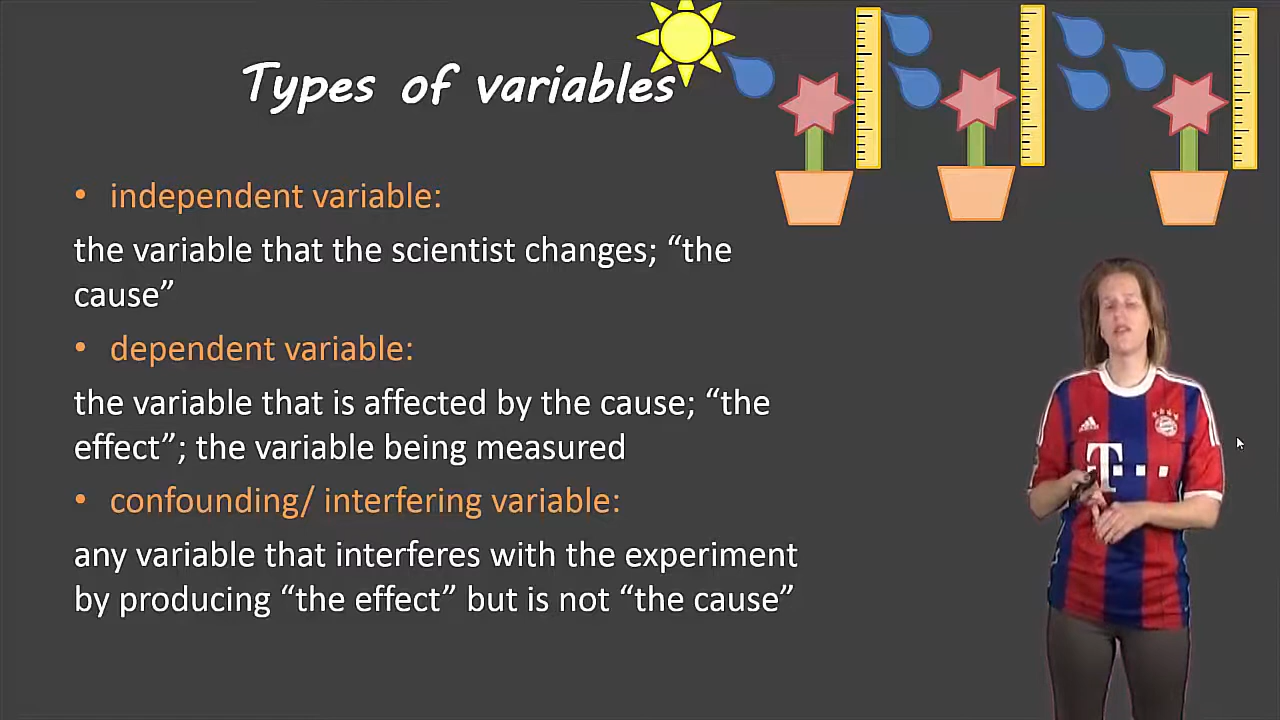 Types of variables
• independent variable:
the variable that the scientist changes; “the
cause”
• dependent variable:
the variable that is affected by the cause; “the
effect”; the variable being measured
• confounding/ interfering variable:
any variable that interferes with the experiment
by producing “the effect” but is not “the cause”
T